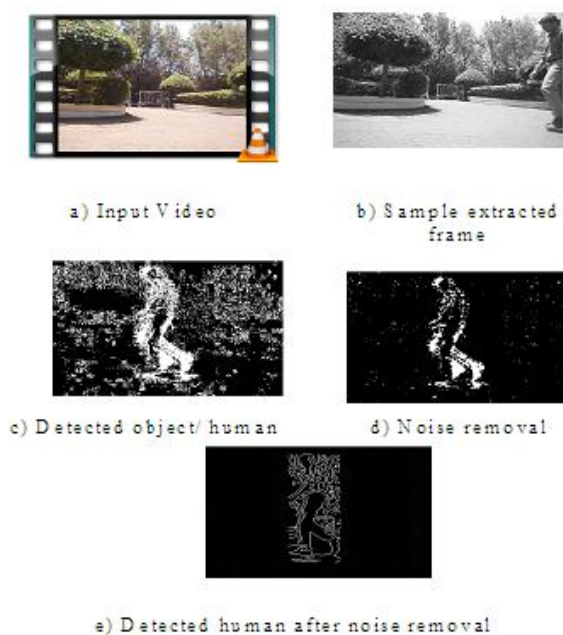 a) Input Video
b) Sample extracted
frame
c) Detected object/ human
d) Noise removal
e) Detected human after noise removal